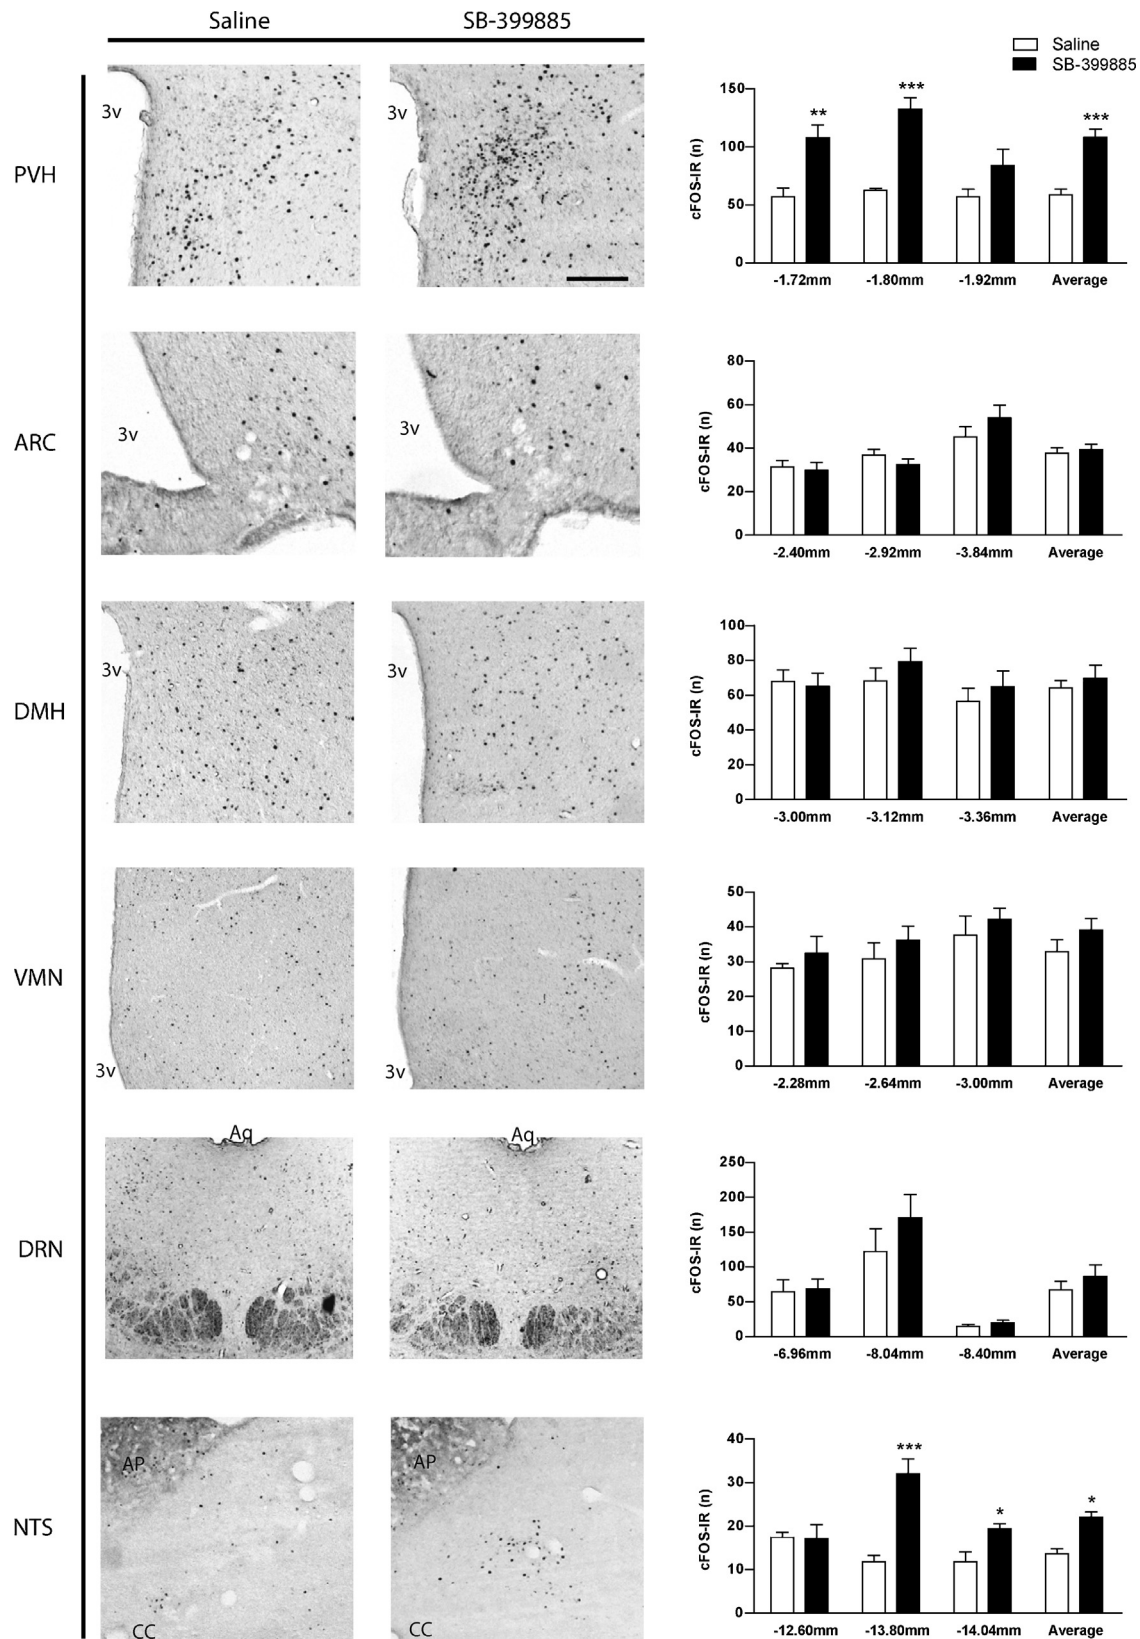 Saline SB-399885
Saline
SB-399885
PVH
3v 3v
cFOS-IR (n)
150
100
50
0
** *** ***
-1.72mm -1.80mm -1.92mm Average
ARC
3v 3v
cFOS-IR (n)
80
60
40
20
0
-2.40mm -2.92mm -3.84mm Average
DMH
3v 3v
cFOS-IR (n)
100
80
60
40
20
0
-3.00mm -3.12mm -3.36mm Average
VMN
3v 3v
cFOS-IR (n)
50
40
30
20
10
0
-2.28mm -2.64mm -3.00mm Average
DRN
Aq Aq
cFOS-IR (n)
250
200
150
100
50
0
-6.96mm -8.04mm -8.40mm Average
NTS
AP AP
CC CC
cFOS-IR (n)
40
30
20
10
0
*** * *
-12.60mm -13.80mm -14.04mm Average